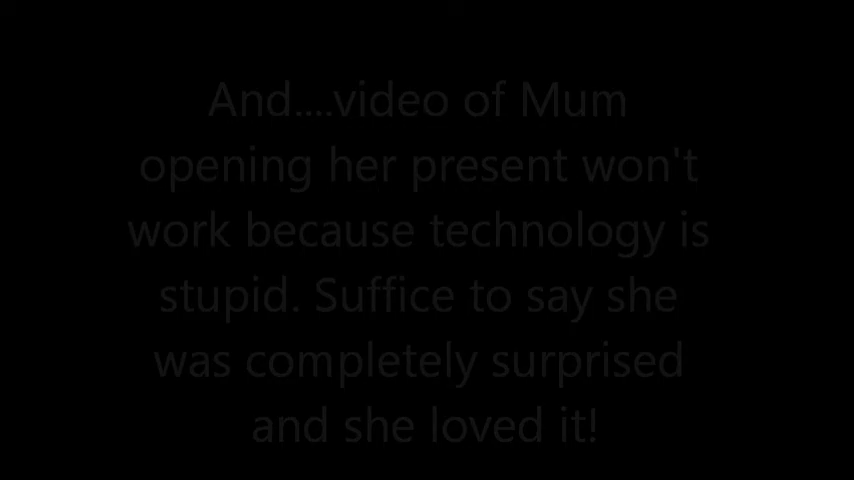 And....video of Mum
opening her present won't
work because technology is
stupid. Suffice to say she
was completely surprised
and she loved it!